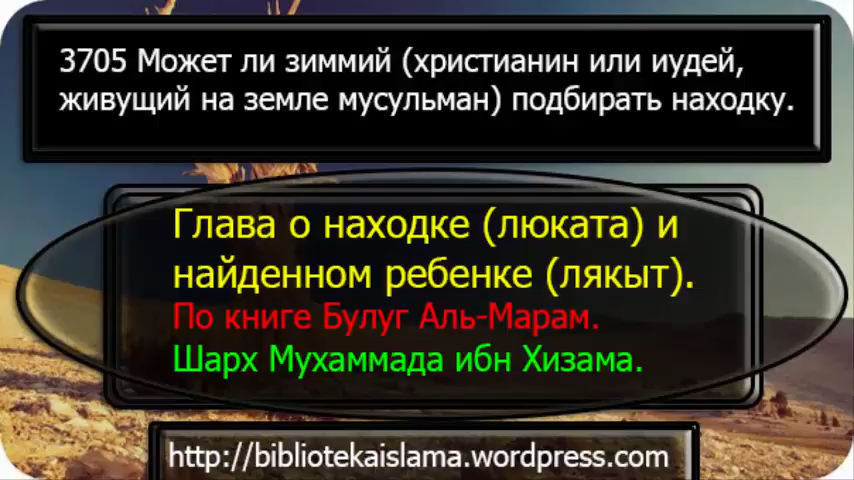 3705 Может ли зиммий (христианин или иудей,
живущий на земле мусульман) подбирать находку.
Глава о находке (люката) и
найденном ребенке (лякыт).
По книге Булуг Аль-Марам.
Шарх Мухаммада ибн Хизама.
http://bibliotekaislama.wordpress.com